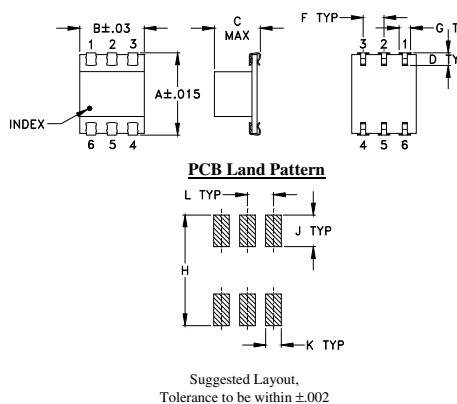 B±.03
C
MAX
F TYP
G T
D TY
1 2 3
3 2 1
A±.015
INDEX
6 5 4
4 5 6
PCB Land Pattern
L TYP
J TYP
H
K TYP
Suggested Layout,
Tolerance to be within ±.002